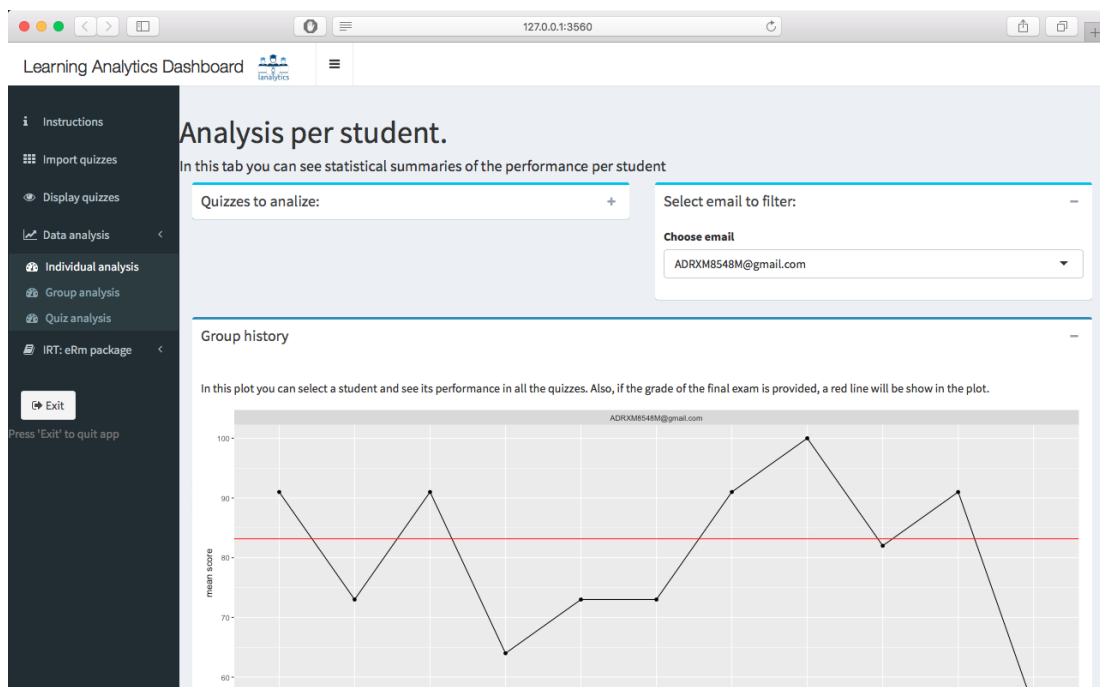 127.0.0.1:3560
Learning Analytics Dashboard
lanalytics
Instructions
Import quizzes
Display quizzes
Data analysis
Individual analysis
Group analysis
Quiz analysis
IRT: eRm package
Exit
Press 'Exit' to quit app
Analysis per student.
In this tab you can see statistical summaries of the performance per student
Quizzes to analize:
Select email to filter:
Choose email
ADRXM8548M@gmail.com
Group history
In this plot you can select a student and see its performance in all the quizzes. Also, if the grade of the final exam is provided, a red line will be show in the plot.
ADRXM8548M@gmail.com
100
90
80
70
60
mean score